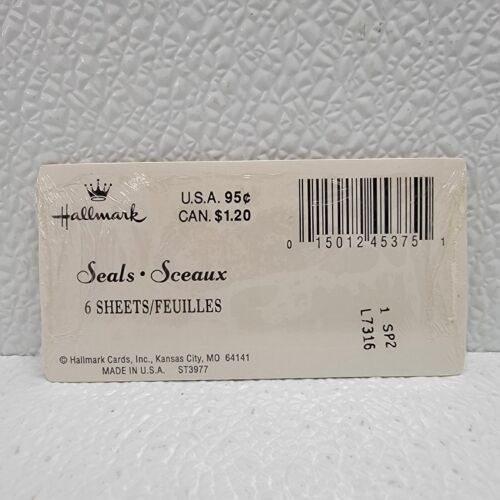 Hallmark
U.S.A. 95¢
CAN. $1.20
0 15012 45375 1
Seals • Sceaux
6 SHEETS/FEUILLES
1 SP2
L7316
© Hallmark Cards, Inc., Kansas City, MO 64141
MADE IN U.S.A. ST3977